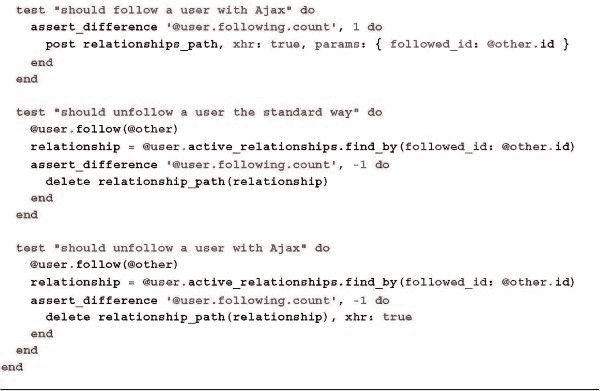 test "should follow a user with Ajax" do
assert_difference '@user.following.count', 1 do
post relationships_path, xhr: true, params: { followed_id: @other.id }
end
end
test "should unfollow a user the standard way" do
@user.follow(@other)
relationship = @user.active_relationships.find_by(followed_id: @other.id)
assert_difference '@user.following.count', -1 do
delete relationship_path(relationship)
end
end
test "should unfollow a user with Ajax" do
@user.follow(@other)
relationship = @user.active_relationships.find_by(followed_id: @other.id)
assert_difference '@user.following.count', -1 do
delete relationship_path(relationship), xhr: true
end
end
end